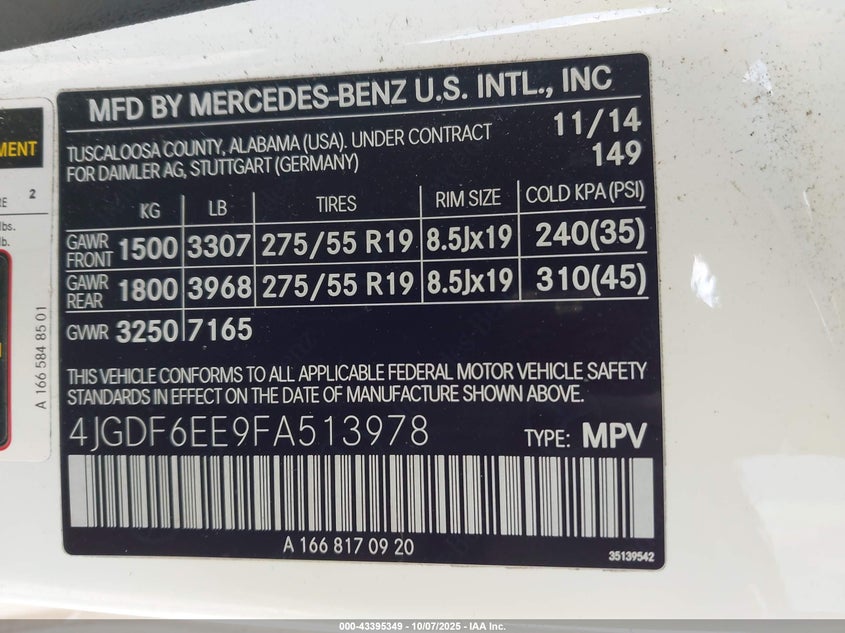 MFD BY MERCEDES-BENZ U.S. INTL., INC
TUSCALOOSA COUNTY, ALABAMA (USA). UNDER CONTRACT
FOR DAIMLER AG, STUTTGART (GERMANY)
11/14
149
KG LB TIRES RIM SIZE COLD KPA (PSI)
GAWR FRONT 1500 3307 275/55 R19 8.5Jx19 240(35)
GAWR REAR 1800 3968 275/55 R19 8.5Jx19 310(45)
GVWR 3250 7165
THIS VEHICLE CONFORMS TO ALL APPLICABLE FEDERAL MOTOR VEHICLE SAFETY
STANDARDS IN EFFECT ON THE DATE OF MANUFACTURE SHOWN ABOVE.
4JGDF6EE9FA513978 TYPE: MPV
A 166 817 09 20
35139542
2
lbs.
lb.
A 166 584 85 01
000-43395349 | 10/07/2025 - IAA Inc.